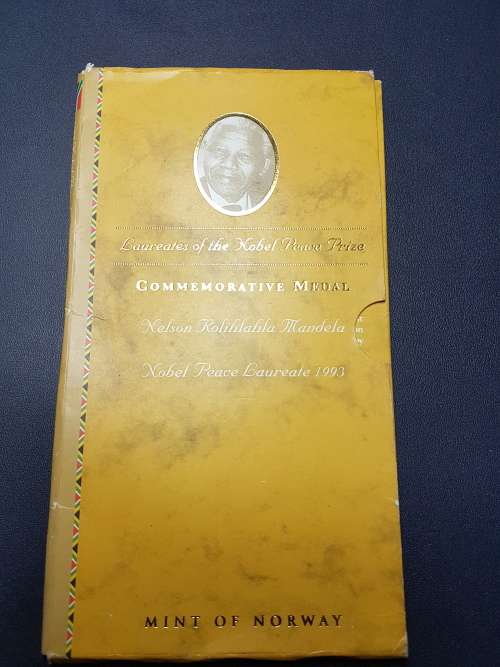 Laureates of the Nobel Peace Prize
COMMEMORATIVE MEDAL
Nelson Rolihlahla Mandela
Nobel Peace Laureate 1993
MINT OF NORWAY